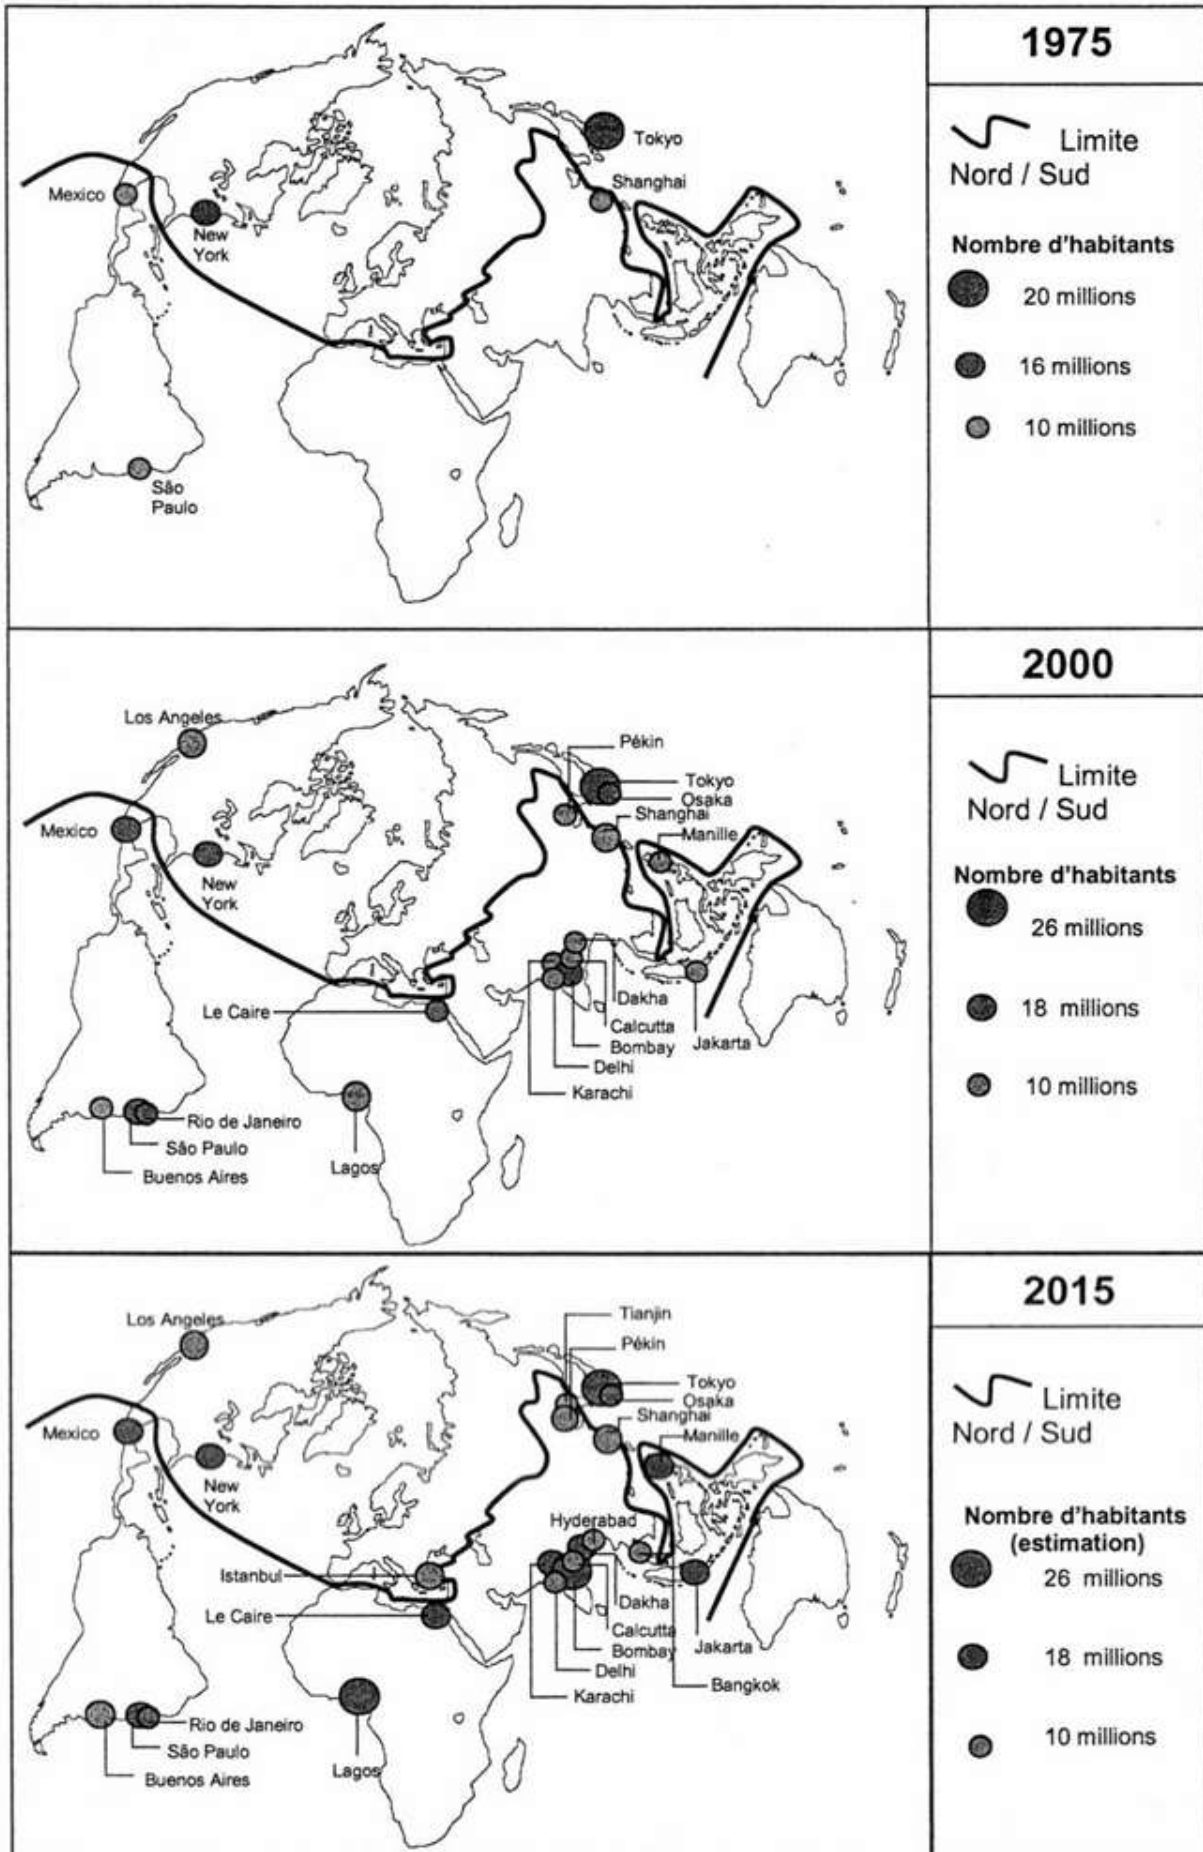 1975
Limite
Nord / Sud
Nombre d'habitants
20 millions
16 millions
10 millions
Tokyo
Shanghai
Mexico
New
York
São
Paulo
2000
Limite
Nord / Sud
Nombre d'habitants
26 millions
18 millions
10 millions
Los Angeles
Pékin
Tokyo
Osaka
Shanghai
Manille
Mexico
New
York
Le Caire
Dakha
Calcutta
Bombay
Jakarta
Delhi
Karachi
Rio de Janeiro
São Paulo
Buenos Aires
Lagos
2015
Limite
Nord / Sud
Nombre d'habitants
(estimation)
26 millions
18 millions
10 millions
Los Angeles
Tianjin
Pékin
Tokyo
Osaka
Shanghai
Manille
Mexico
New
York
Hyderabad
Istanbul
Le Caire
Dakha
Calcutta
Bombay
Jakarta
Delhi
Bangkok
Karachi
Rio de Janeiro
São Paulo
Buenos Aires
Lagos